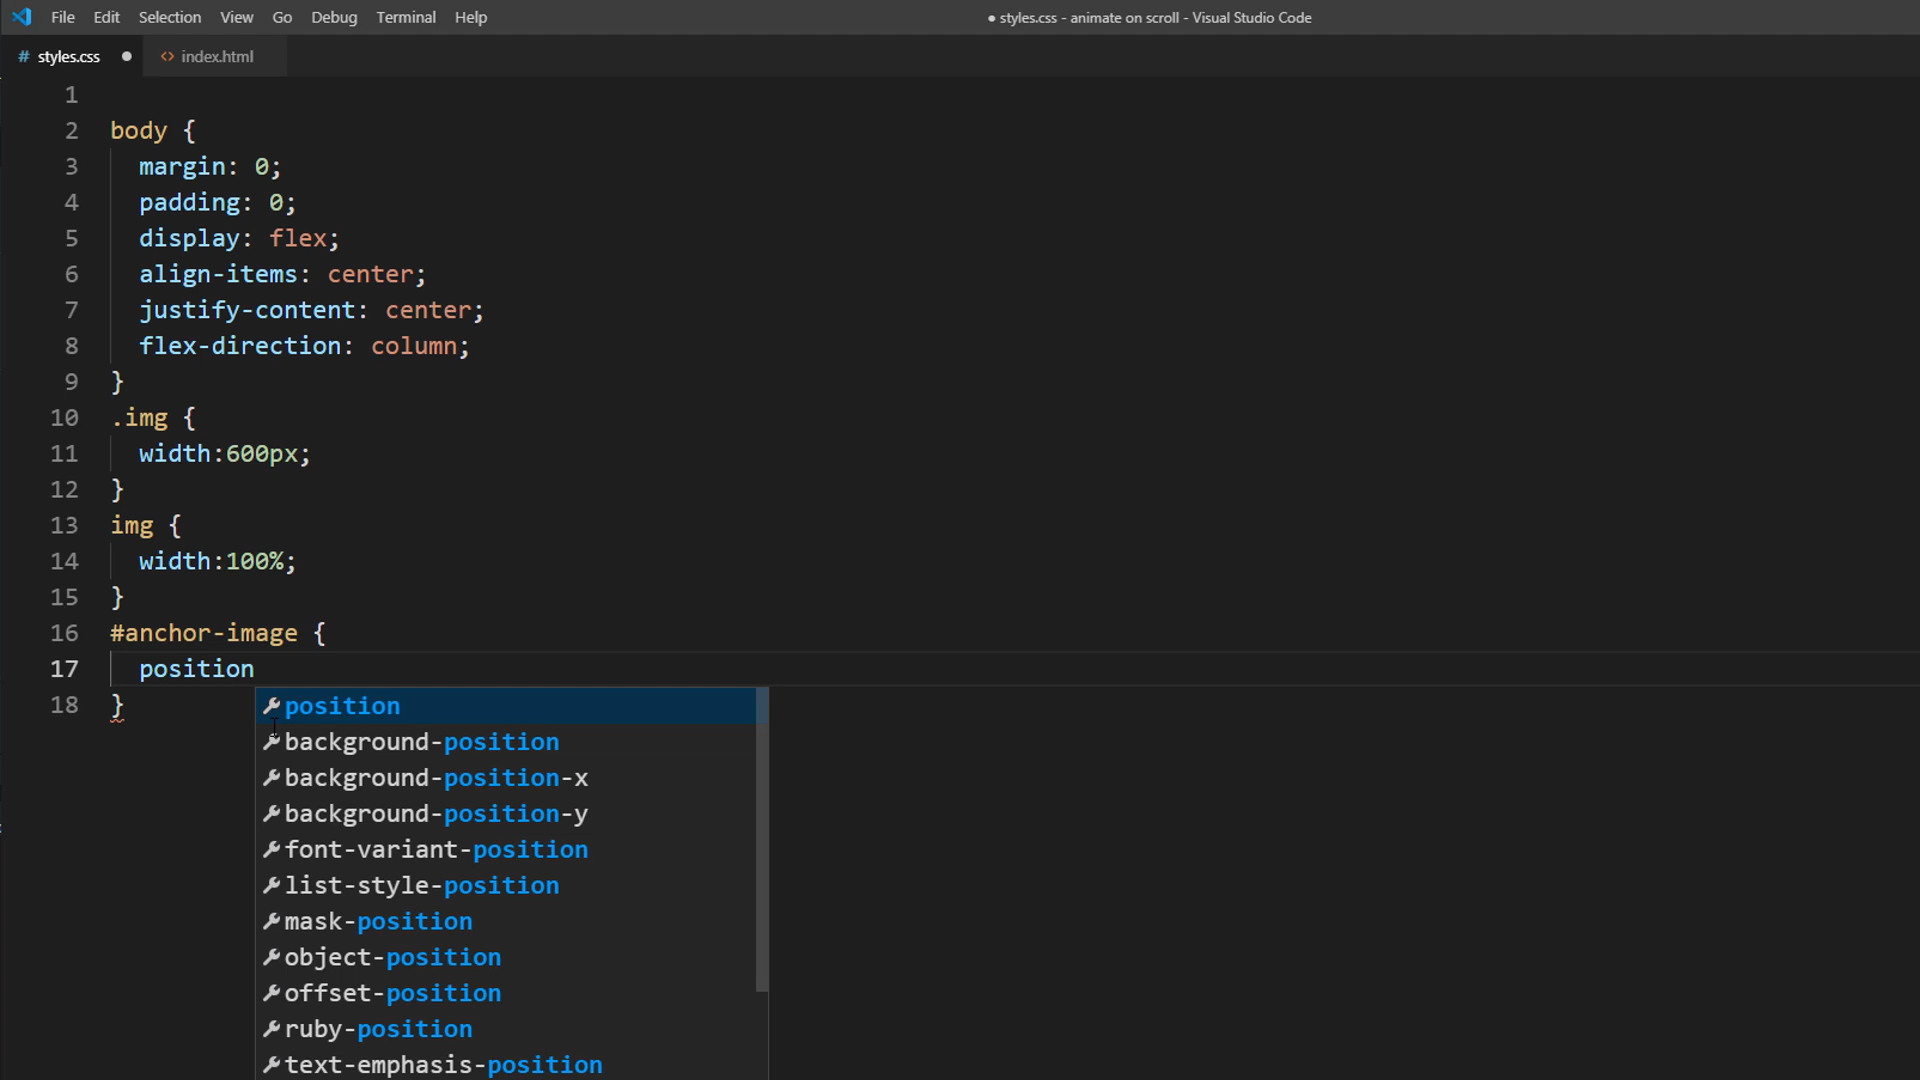 File Edit Selection View Go Debug Terminal Help
● styles.css - animate on scroll - Visual Studio Code
# styles.css ● <> index.html
1
2 body {
3 margin: 0;
4 padding: 0;
5 display: flex;
6 align-items: center;
7 justify-content: center;
8 flex-direction: column;
9 }
10 .img {
11 width:600px;
12 }
13 img {
14 width:100%;
15 }
16 #anchor-image {
17 position
18 }
position
background-position
background-position-x
background-position-y
font-variant-position
list-style-position
mask-position
object-position
offset-position
ruby-position
text-emphasis-position